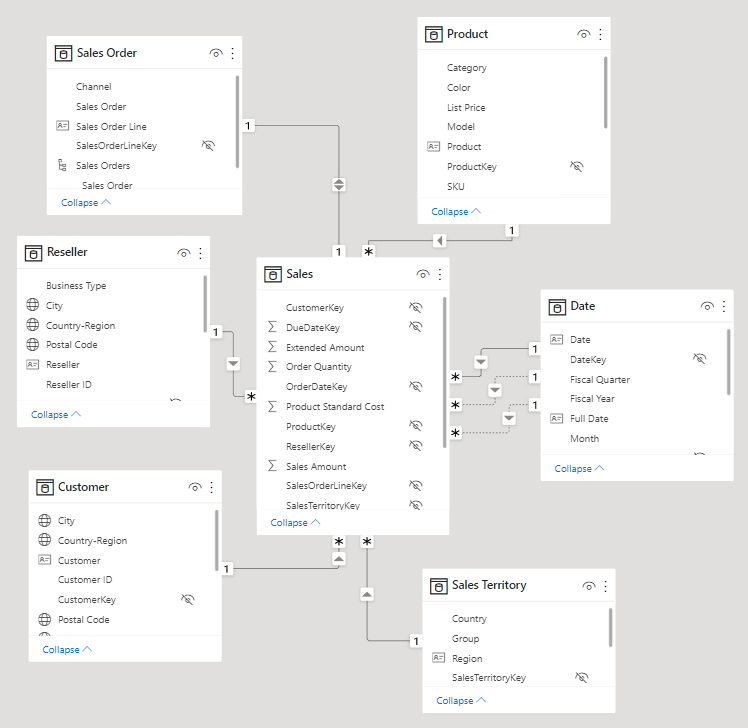 Sales Order
Channel
Sales Order
Sales Order Line
SalesOrderLineKey
Sales Orders
Sales Order
Collapse
Product
Category
Color
List Price
Model
Product
ProductKey
SKU
Collapse
Reseller
Business Type
City
Country-Region
Postal Code
Reseller
Reseller ID
Collapse
Sales
CustomerKey
DueDateKey
Extended Amount
Order Quantity
OrderDateKey
Product Standard Cost
ProductKey
ResellerKey
Sales Amount
SalesOrderLineKey
SalesTerritoryKey
Collapse
Date
Date
DateKey
Fiscal Quarter
Fiscal Year
Full Date
Month
Collapse
Customer
City
Country-Region
Customer
Customer ID
CustomerKey
Postal Code
Collapse
Sales Territory
Country
Group
Region
SalesTerritoryKey
Collapse
1
1
1
*
1
*
1
1
1
*
*
*
1
*
1
*